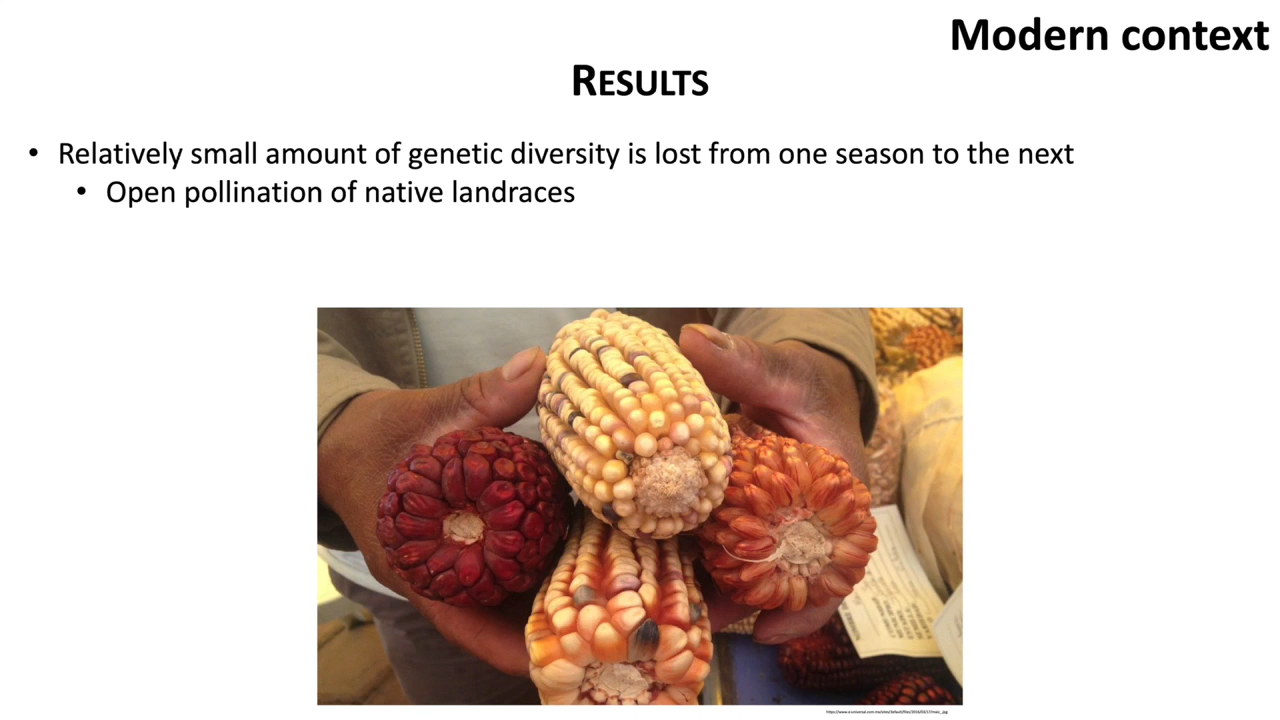 Modern context
RESULTS
• Relatively small amount of genetic diversity is lost from one season to the next
• Open pollination of native landraces